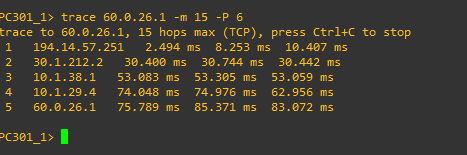 PC301_1> trace 60.0.26.1 -m 15 -P 6
trace to 60.0.26.1, 15 hops max (TCP), press Ctrl+C to stop
1 194.14.57.251 2.494 ms 8.253 ms 10.407 ms
2 30.1.212.2 30.400 ms 30.744 ms 30.442 ms
3 10.1.38.1 53.083 ms 53.305 ms 53.059 ms
4 10.1.29.4 74.048 ms 74.976 ms 62.956 ms
5 60.0.26.1 75.789 ms 85.371 ms 83.072 ms
PC301_1>